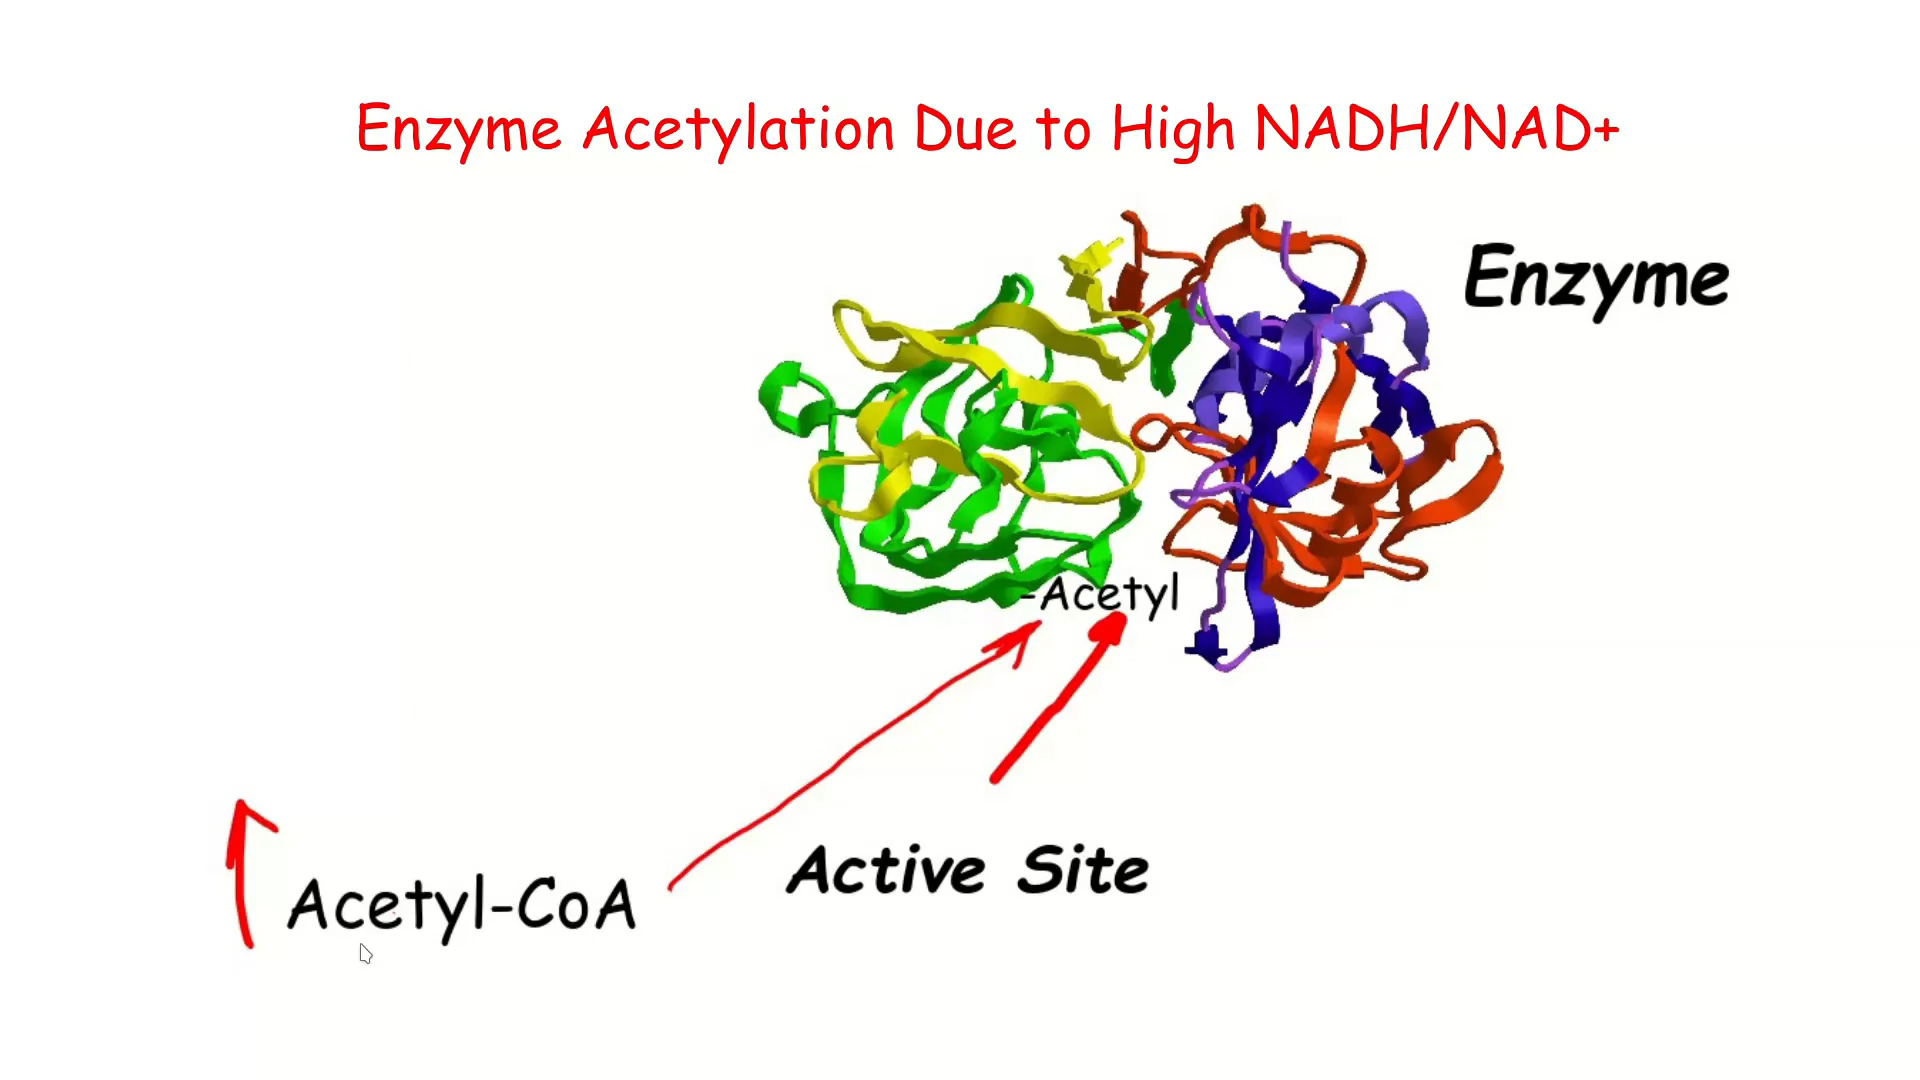 Enzyme Acetylation Due to High NADH/NAD+
Enzyme
-Acetyl
Active Site
Acetyl-CoA